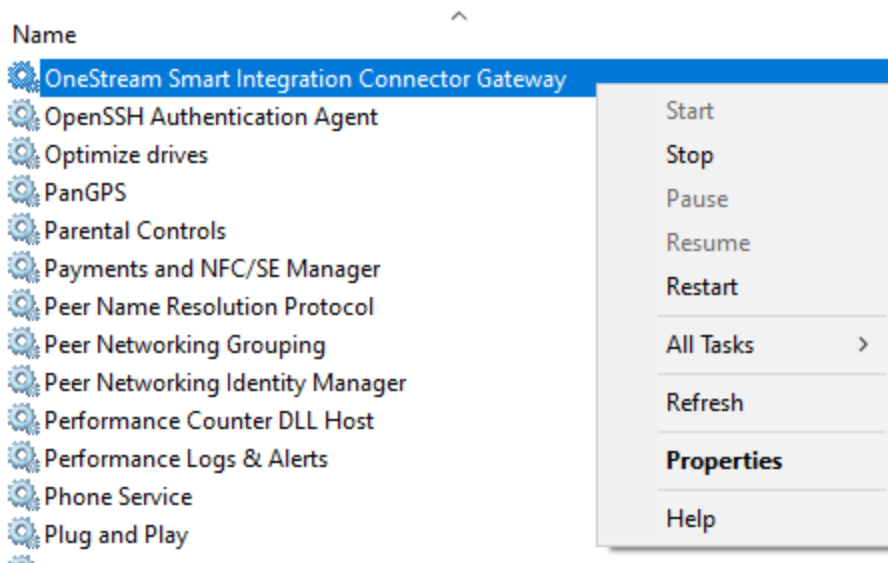 Name
OneStream Smart Integration Connector Gateway
OpenSSH Authentication Agent
Optimize drives
PanGPS
Parental Controls
Payments and NFC/SE Manager
Peer Name Resolution Protocol
Peer Networking Grouping
Peer Networking Identity Manager
Performance Counter DLL Host
Performance Logs & Alerts
Phone Service
Plug and Play
Start
Stop
Pause
Resume
Restart
All Tasks
Refresh
Properties
Help